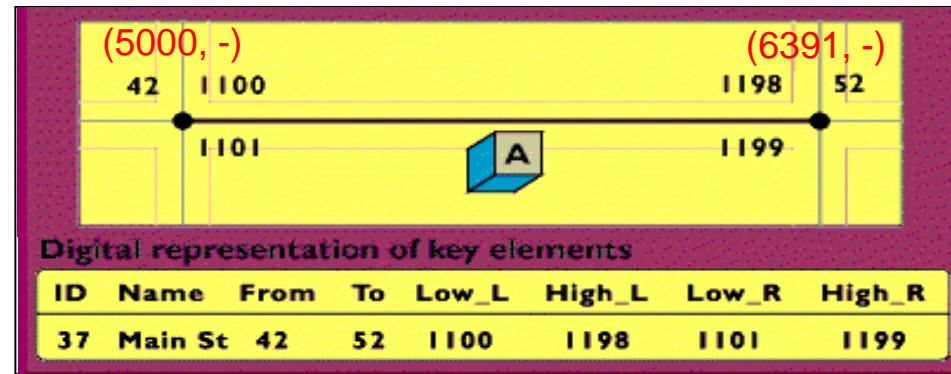 (5000, -) (6391, -)
42 1100 1198 52
1101 A 1199
Digital representation of key elements
ID Name From To Low_L High_L Low_R High_R
37 Main St 42 52 1100 1198 1101 1199